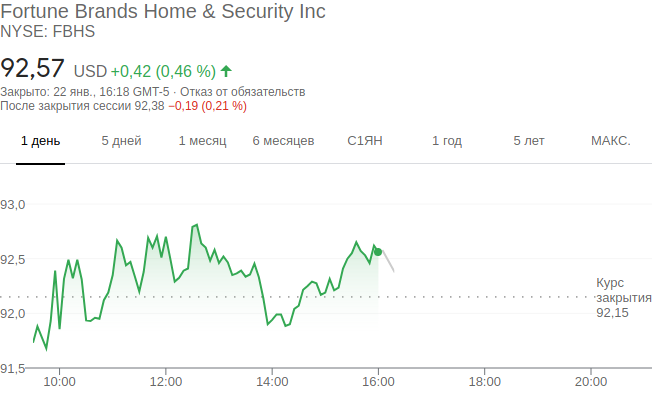 Fortune Brands Home & Security Inc
NYSE: FBHS
92,57 USD +0,42 (0,46 %)
Закрыто: 22 янв., 16:18 GMT-5 · Отказ от обязательств
После закрытия сессии 92,38 −0,19 (0,21 %)
1 день 5 дней 1 месяц 6 месяцев С1ЯН 1 год 5 лет МАКС.
93,0
92,5
Курс
закрытия
92,15
92,0
91,5
10:00 12:00 14:00 16:00 18:00 20:00